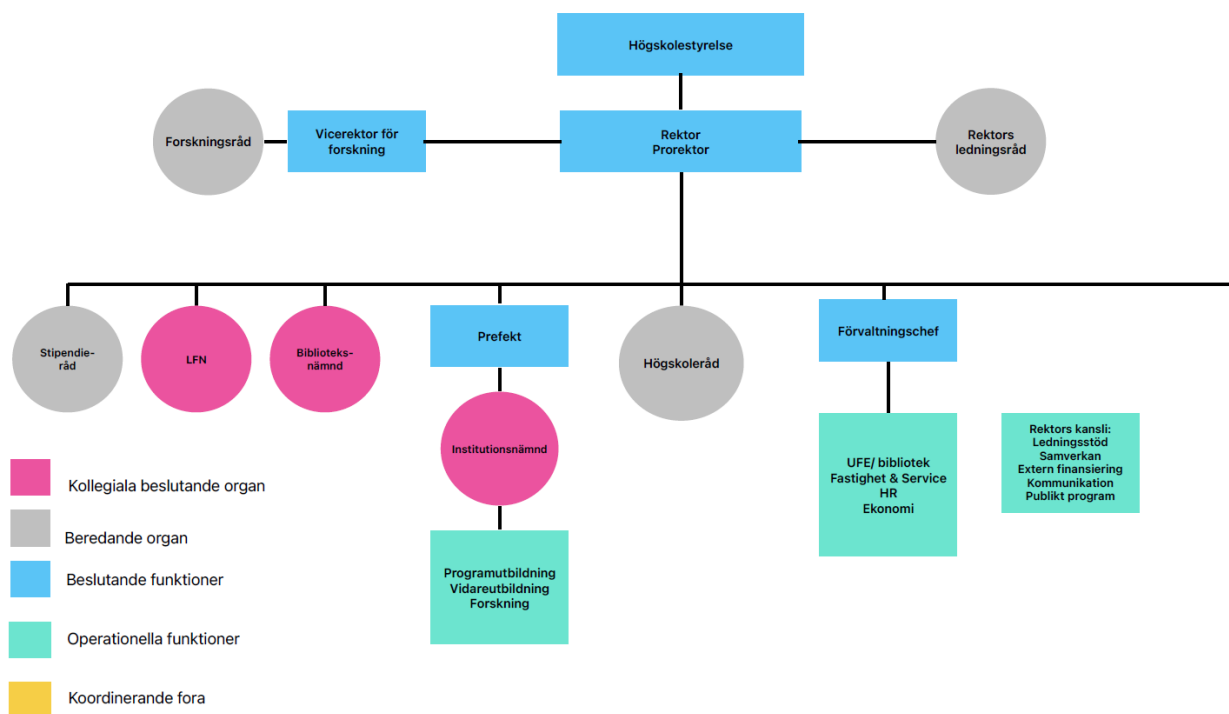 Högskolestyrelse
Forskningsråd
Vicerektor för
forskning
Rektor
Prorektor
Rektors
ledningsråd
Stipendie-
råd
LFN
Biblioteks-
nämnd
Prefekt
Högskoleråd
Förvaltningschef
Institutionsnämnd
UFE/ bibliotek
Fastighet & Service
HR
Ekonomi
Rektors kansli:
Ledningsstöd
Samverkan
Extern finansiering
Kommunikation
Publikt program
Programutbildning
Vidareutbildning
Forskning
Kollegiala beslutande organ
Beredande organ
Beslutande funktioner
Operationella funktioner
Koordinerande fora